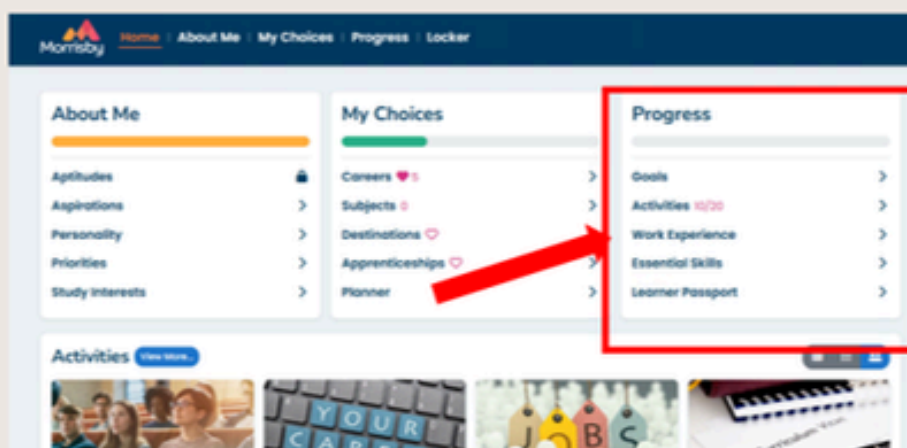 Morrisby
Home About Me My Choices Progress Locker
About Me
Aptitudes
Aspirations
Personality
Priorities
Study Interests
My Choices
Careers 5
Subjects 0
Destinations
Apprenticeships
Planner
Progress
Goals
Activities 10/20
Work Experience
Essential Skills
Learner Passport
Activities View More...
YOUR
JOBS